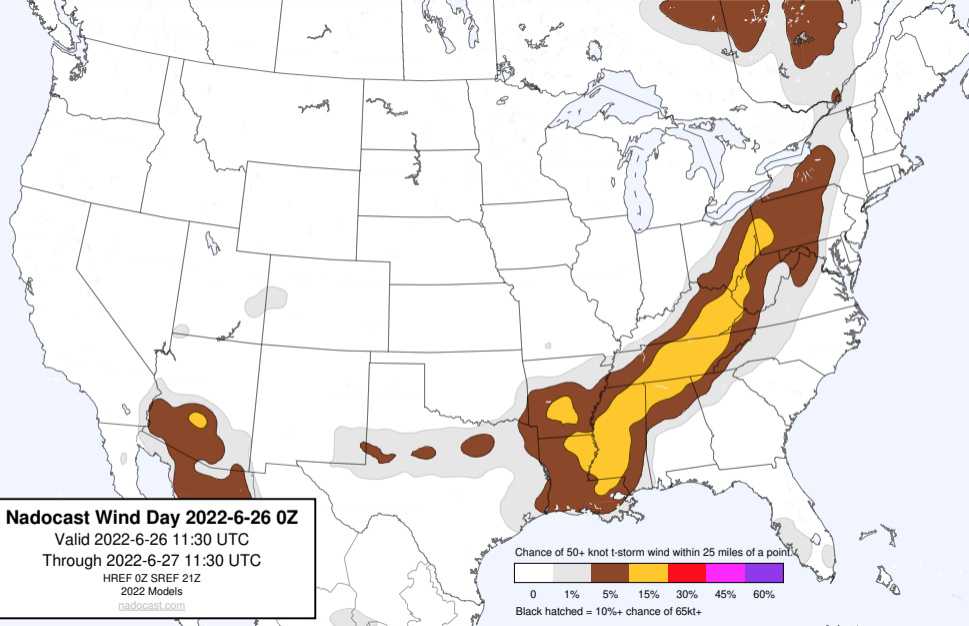 Nadocast Wind Day 2022-6-26 0Z
Valid 2022-6-26 11:30 UTC
Through 2022-6-27 11:30 UTC
HREF 0Z SREF 21Z
2022 Models
nadocast.com
Chance of 50+ knot t-storm wind within 25 miles of a point.
0 1% 5% 15% 30% 45% 60%
Black hatched = 10%+ chance of 65kt+